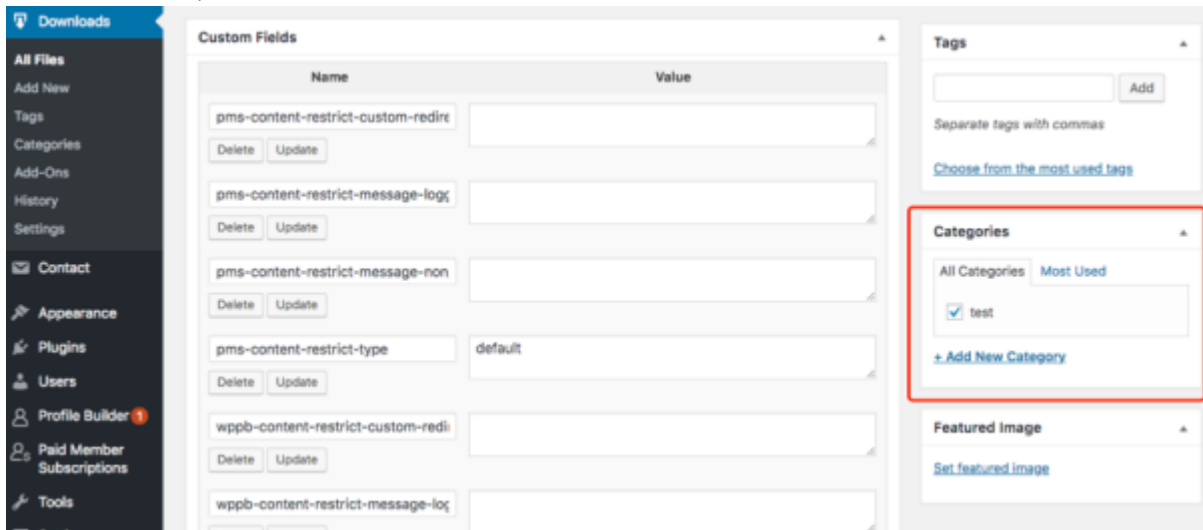 Downloads
All Files
Add New
Tags
Categories
Add-Ons
History
Settings
Contact
Appearance
Plugins
Users
Profile Builder 1
Paid Member
Subscriptions
Tools
Custom Fields
Name Value
pms-content-restrict-custom-redire
Delete Update
pms-content-restrict-message-logg
Delete Update
pms-content-restrict-message-non
Delete Update
pms-content-restrict-type default
Delete Update
wppb-content-restrict-custom-redi
Delete Update
wppb-content-restrict-message-log
Tags
Add
Separate tags with commas
Choose from the most used tags
Categories
All Categories Most Used
test
+ Add New Category
Featured Image
Set featured image